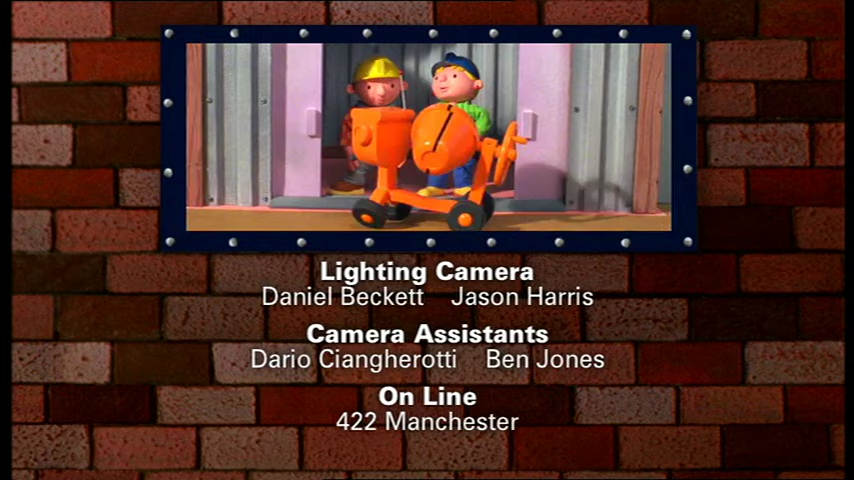 Lighting Camera
Daniel Beckett Jason Harris
Camera Assistants
Dario Ciangherotti Ben Jones
On Line
422 Manchester